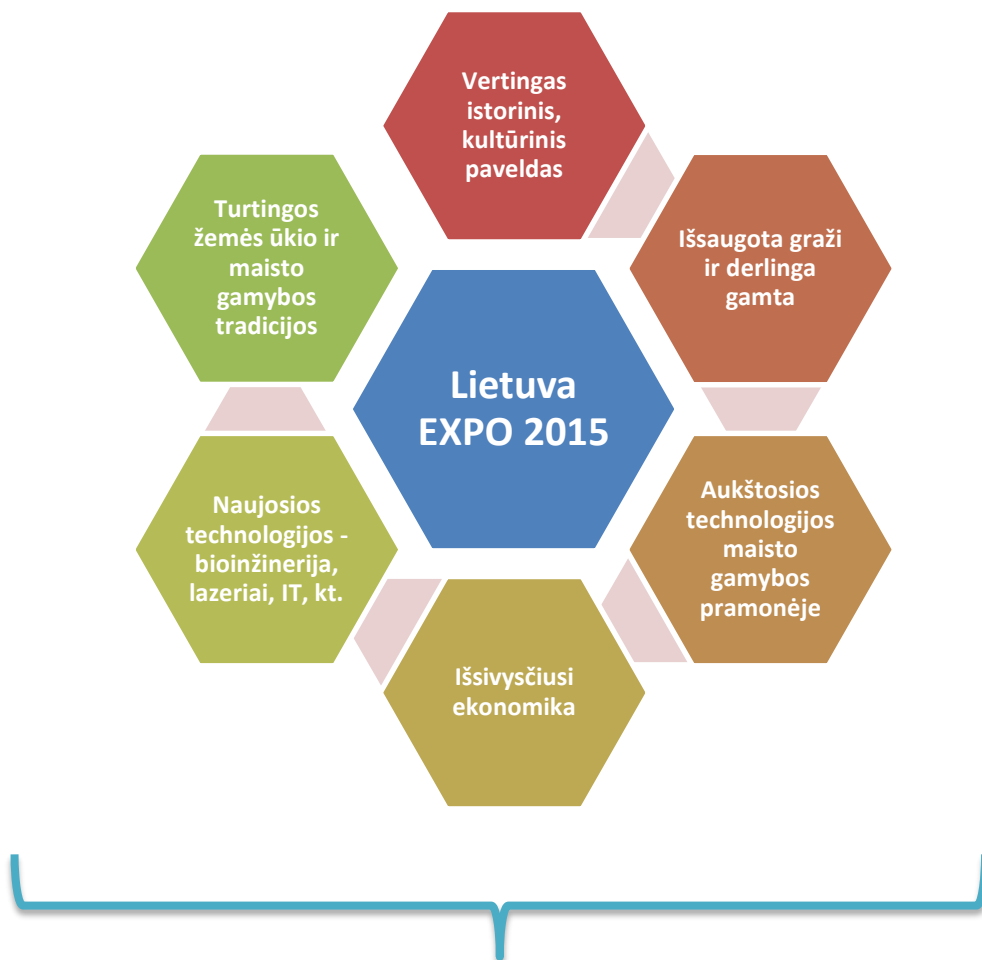 Vertingas
istorinis,
kultūrinis
paveldas
Išsaugota graži
ir derlinga
gamta
Aukštosios
technologijos
maisto
gamybos
pramonėje
Išsivysčiusi
ekonomika
Naujosios
technologijos -
bioinžinerija,
lazeriai, IT, kt.
Turtingos
žemės ūkio ir
maisto
gamybos
tradicijos
Lietuva
EXPO 2015